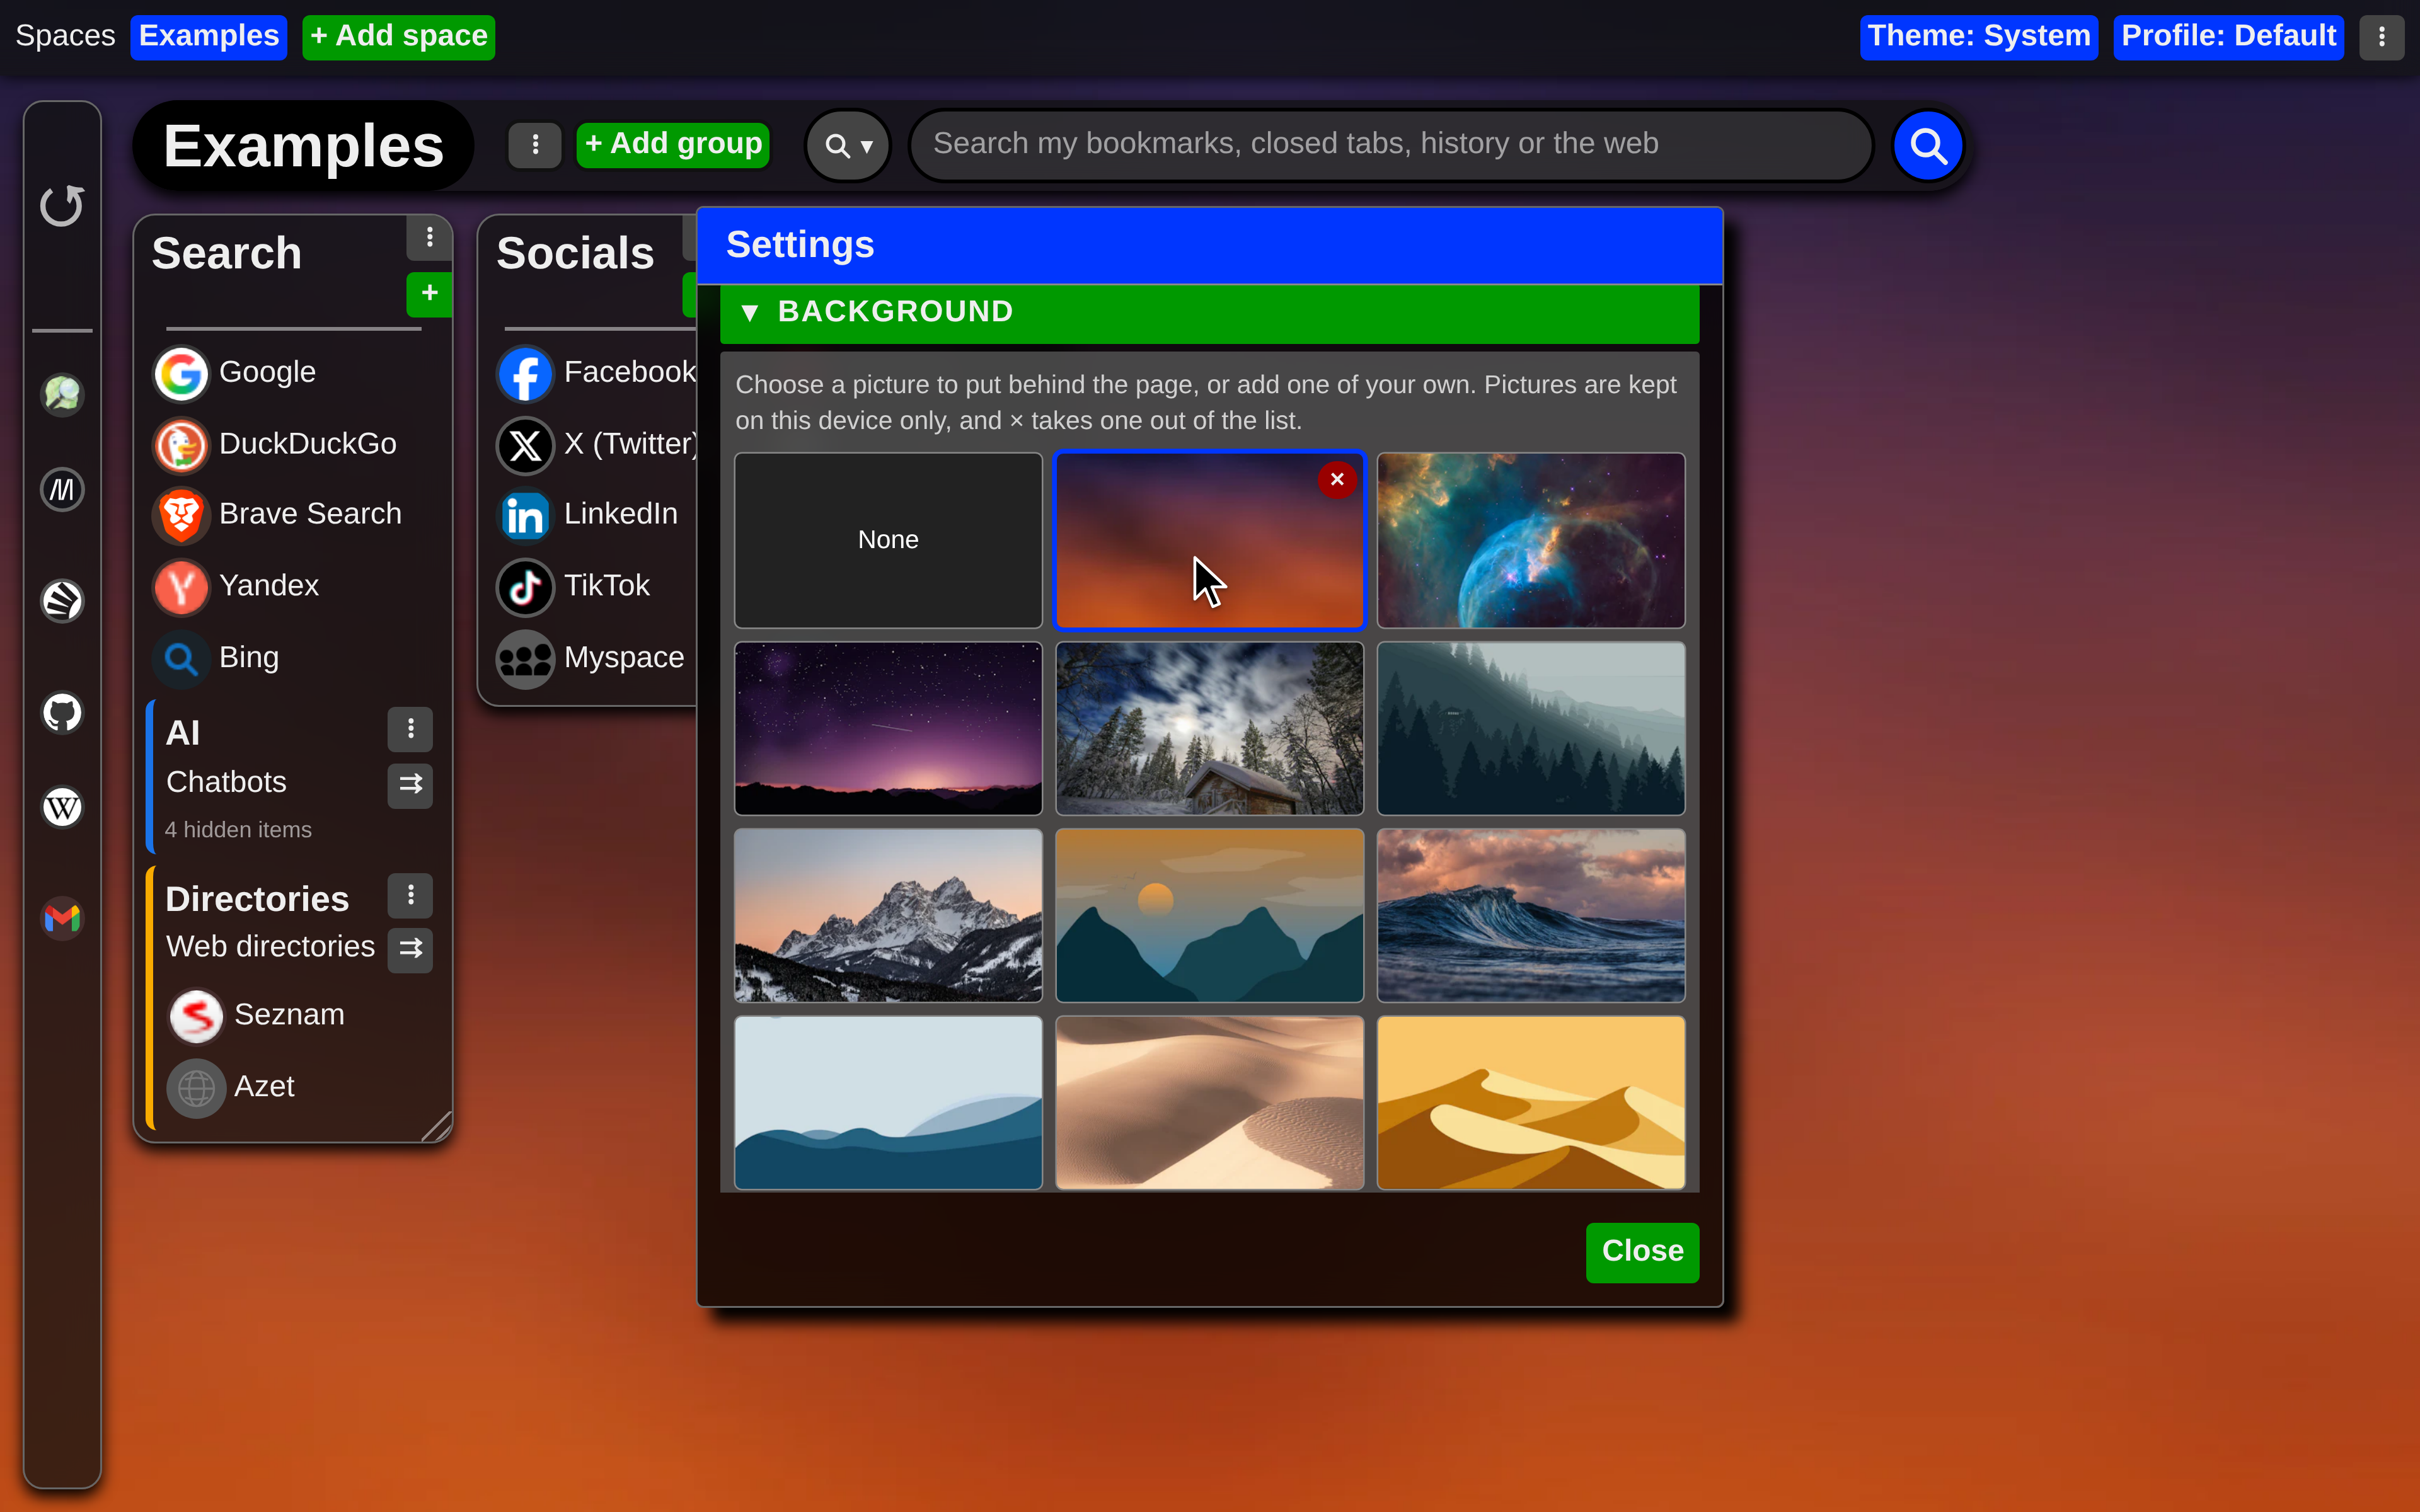 Spaces Examples + Add space Theme: System Profile: Default
Examples + Add group Search my bookmarks, closed tabs, history or the web
Search
+
Google
DuckDuckGo
Brave Search
Yandex
Bing
AI
Chatbots
4 hidden items
Directories
Web directories
Seznam
Azet
Socials
Facebook
X (Twitter)
LinkedIn
TikTok
Myspace
Settings
▼ BACKGROUND
Choose a picture to put behind the page, or add one of your own. Pictures are kept
on this device only, and × takes one out of the list.
None
Close